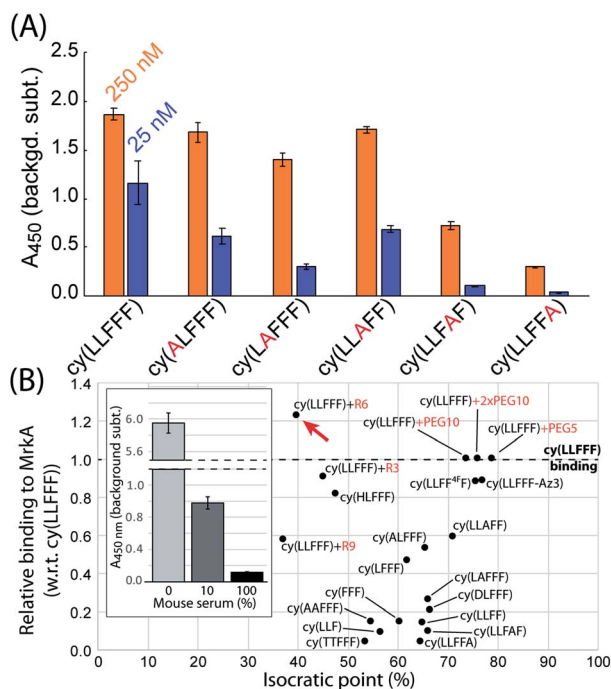 (A)
A450 (backgd. subt.)
2.5
2.0
1.5
1.0
0.5
0.0
250 nM
25 nM
cy(LLFFF)
cy(ALFFF)
cy(LAFFF)
cy(LLAFF)
cy(LLFAF)
cy(LLFFA)
(B)
Relative binding to MrkA
(w.r.t. cy(LLFFF))
1.4
1.2
1.0
0.8
0.6
0.4
0.2
0.0
A450 nm (background subt.)
6.0
5.0
1.2
0.8
0.4
0.0
0 10 100
Mouse serum (%)
cy(LLFFF)+R6
cy(LLFFF)+2xPEG10
cy(LLFFF)+PEG10
cy(LLFFF)+PEG5
cy(LLFFF)
binding
cy(LLFFF)+R3
cy(LLFF4FF)
cy(LLFFF-Az3)
cy(HLFFF)
cy(LLFFF)+R9
cy(ALFFF)
cy(LLAFF)
cy(LFFF)
cy(LAFFF)
cy(DLFFF)
cy(FFF)
cy(AAFFF)
cy(LLFF)
cy(LLF)
cy(LLFAF)
cy(TTFFF)
cy(LLFFA)
0 10 20 30 40 50 60 70 80 90 100
Isocratic point (%)